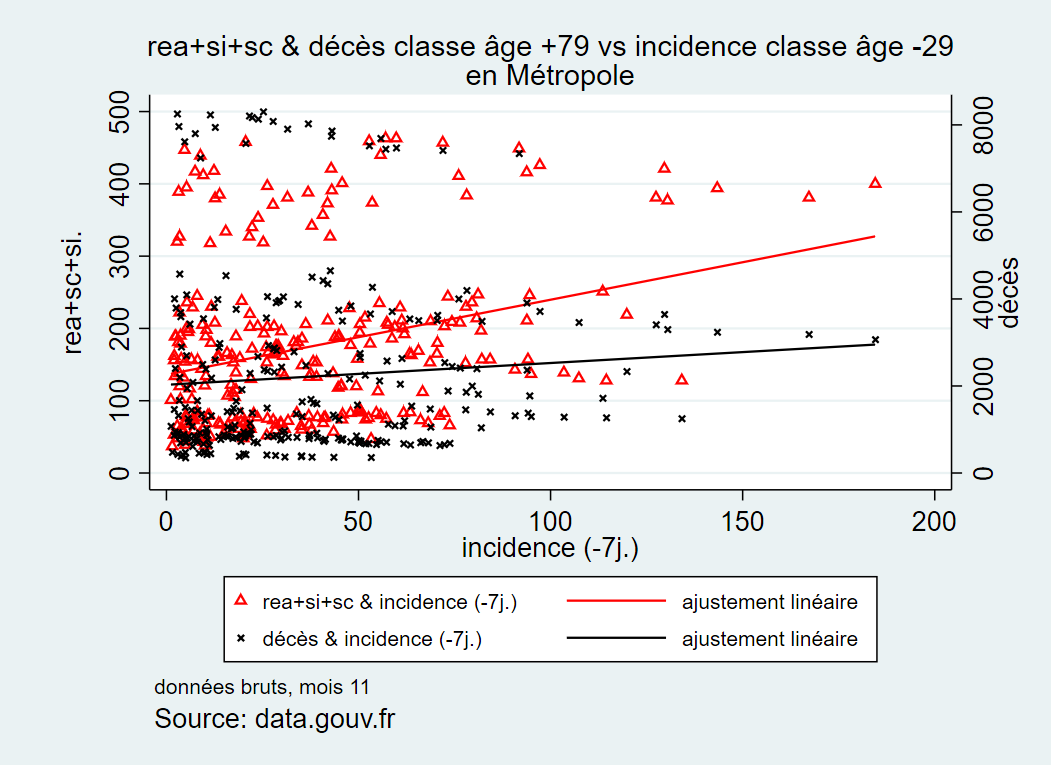 rea+si+sc & décès classe âge +79 vs incidence classe âge -29
en Métropole
rea+sc+si.
500
400
300
200
100
0
8000
6000
4000
2000
0
décès
0 50 100 150 200
incidence (-7j.)
rea+si+sc & incidence (-7j.) ajustement linéaire
décès & incidence (-7j.) ajustement linéaire
données bruts, mois 11
Source: data.gouv.fr